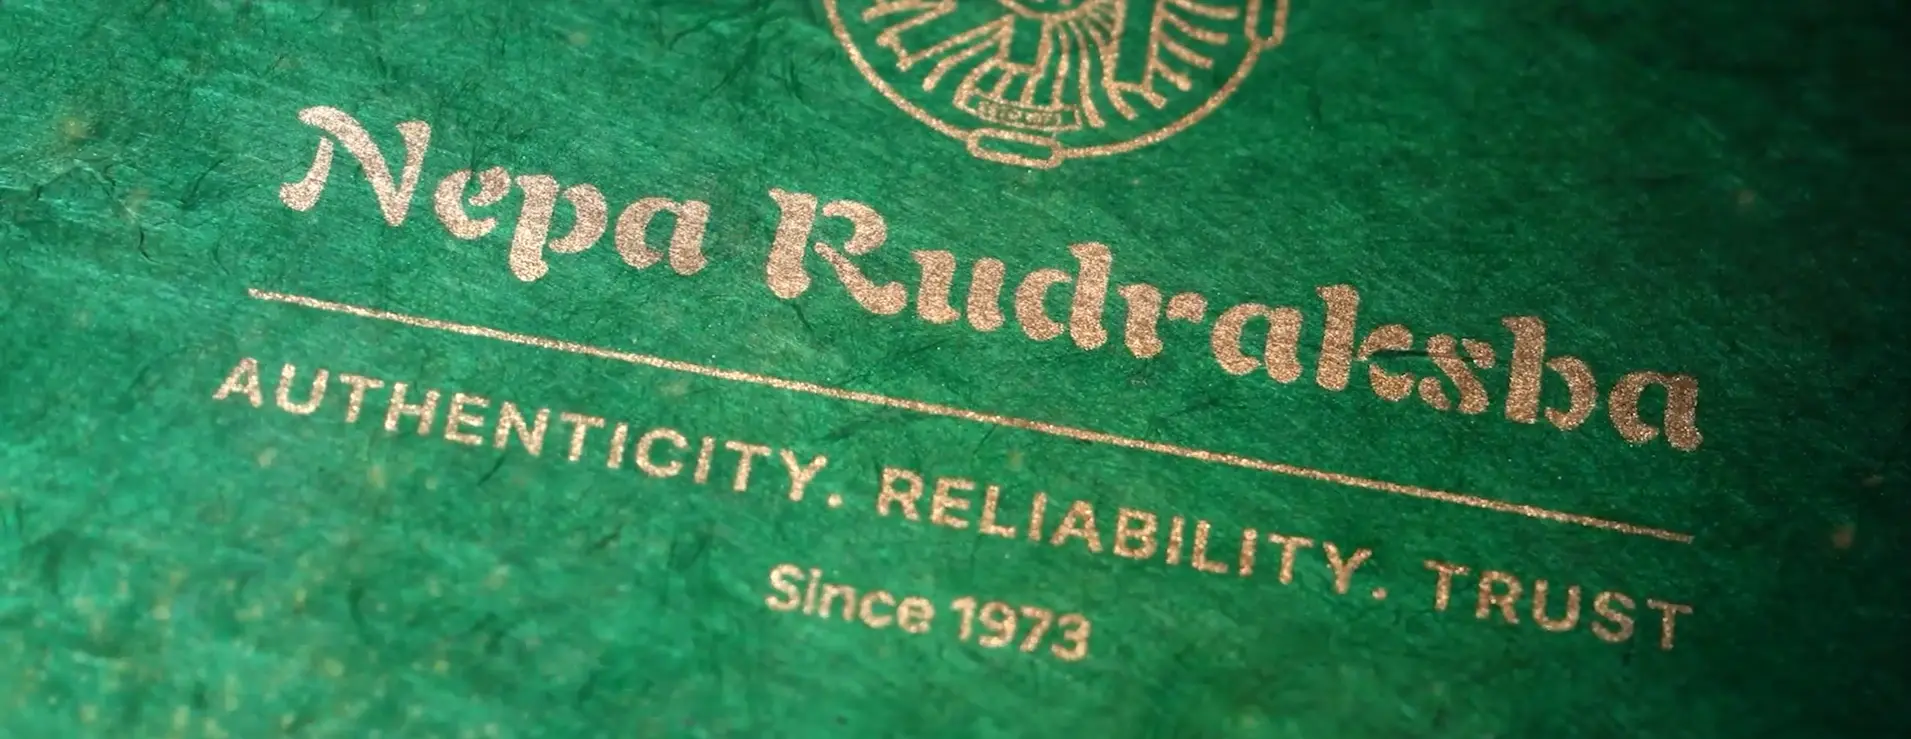 Nepa Rudraksha
AUTHENTICITY. RELIABILITY. TRUST
Since 1973